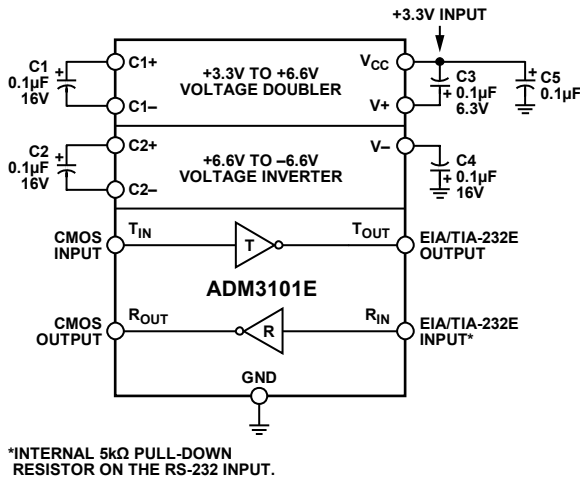 +3.3V INPUT
C1
0.1µF
16V
+
C1+
C1–
+3.3V TO +6.6V
VOLTAGE DOUBLER
VCC
V+
C3
+ 0.1µF
6.3V
+
C5
0.1µF
C2
0.1µF
16V
+
C2+
C2–
+6.6V TO –6.6V
VOLTAGE INVERTER
V–
C4
+ 0.1µF
16V
CMOS
INPUT
TIN
T
TOUT
EIA/TIA-232E
OUTPUT
ADM3101E
CMOS
OUTPUT
ROUT
R
RIN
EIA/TIA-232E
INPUT*
GND
*INTERNAL 5kΩ PULL-DOWN
RESISTOR ON THE RS-232 INPUT.